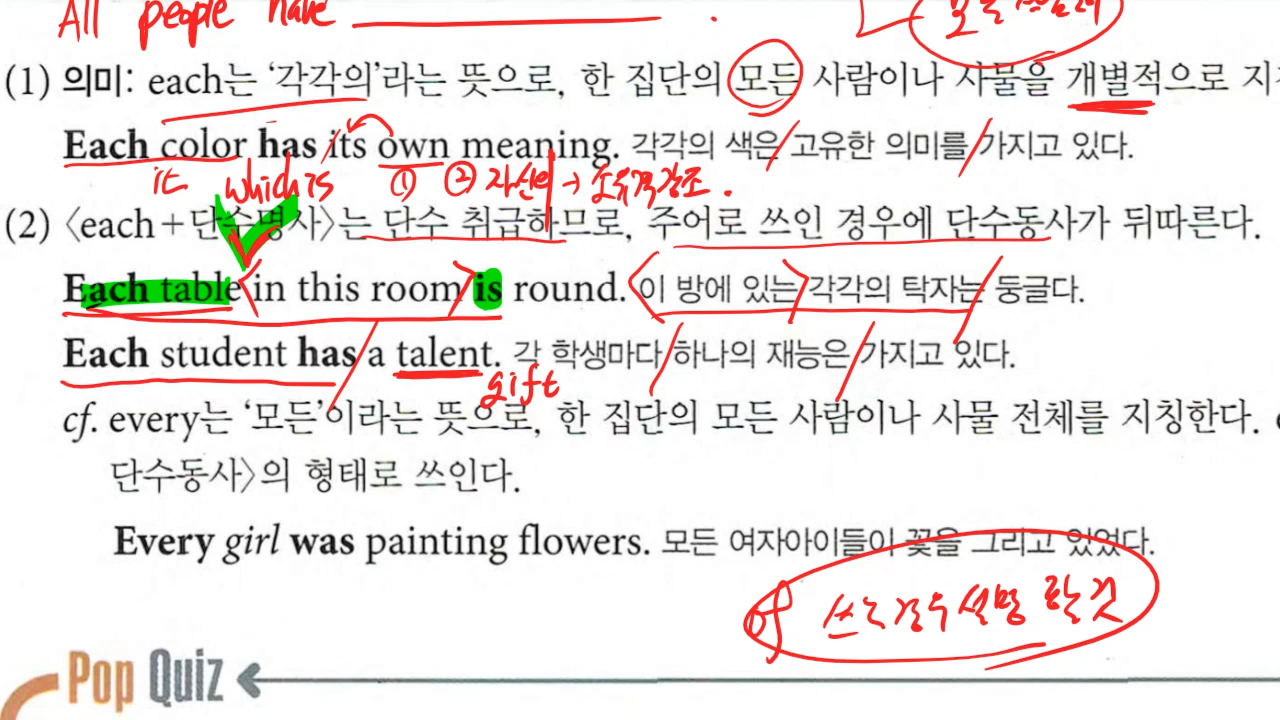 All people have ___________ .
(1) 의미: each는 ‘각각의’라는 뜻으로, 한 집단의 모든 사람이나 사물을 개별적으로 지
Each color has its own meaning. 각각의 색은 고유한 의미를 가지고 있다.
it which is ① ② 자신의 → 소유격 강조.
(2) 〈each+단수명사〉는 단수 취급하므로, 주어로 쓰인 경우에 단수동사가 뒤따른다.
Each table in this room is round. 이 방에 있는 각각의 탁자는 둥글다.
Each student has a talent. 각 학생마다 하나의 재능은 가지고 있다.
gift
cf. every는 ‘모든’이라는 뜻으로, 한 집단의 모든 사람이나 사물 전체를 지칭한다.
단수동사〉의 형태로 쓰인다.
Every girl was painting flowers. 모든 여자아이들이 꽃을 그리고 있었다.
of 쓰는 경우 설명 할 것
Pop Quiz